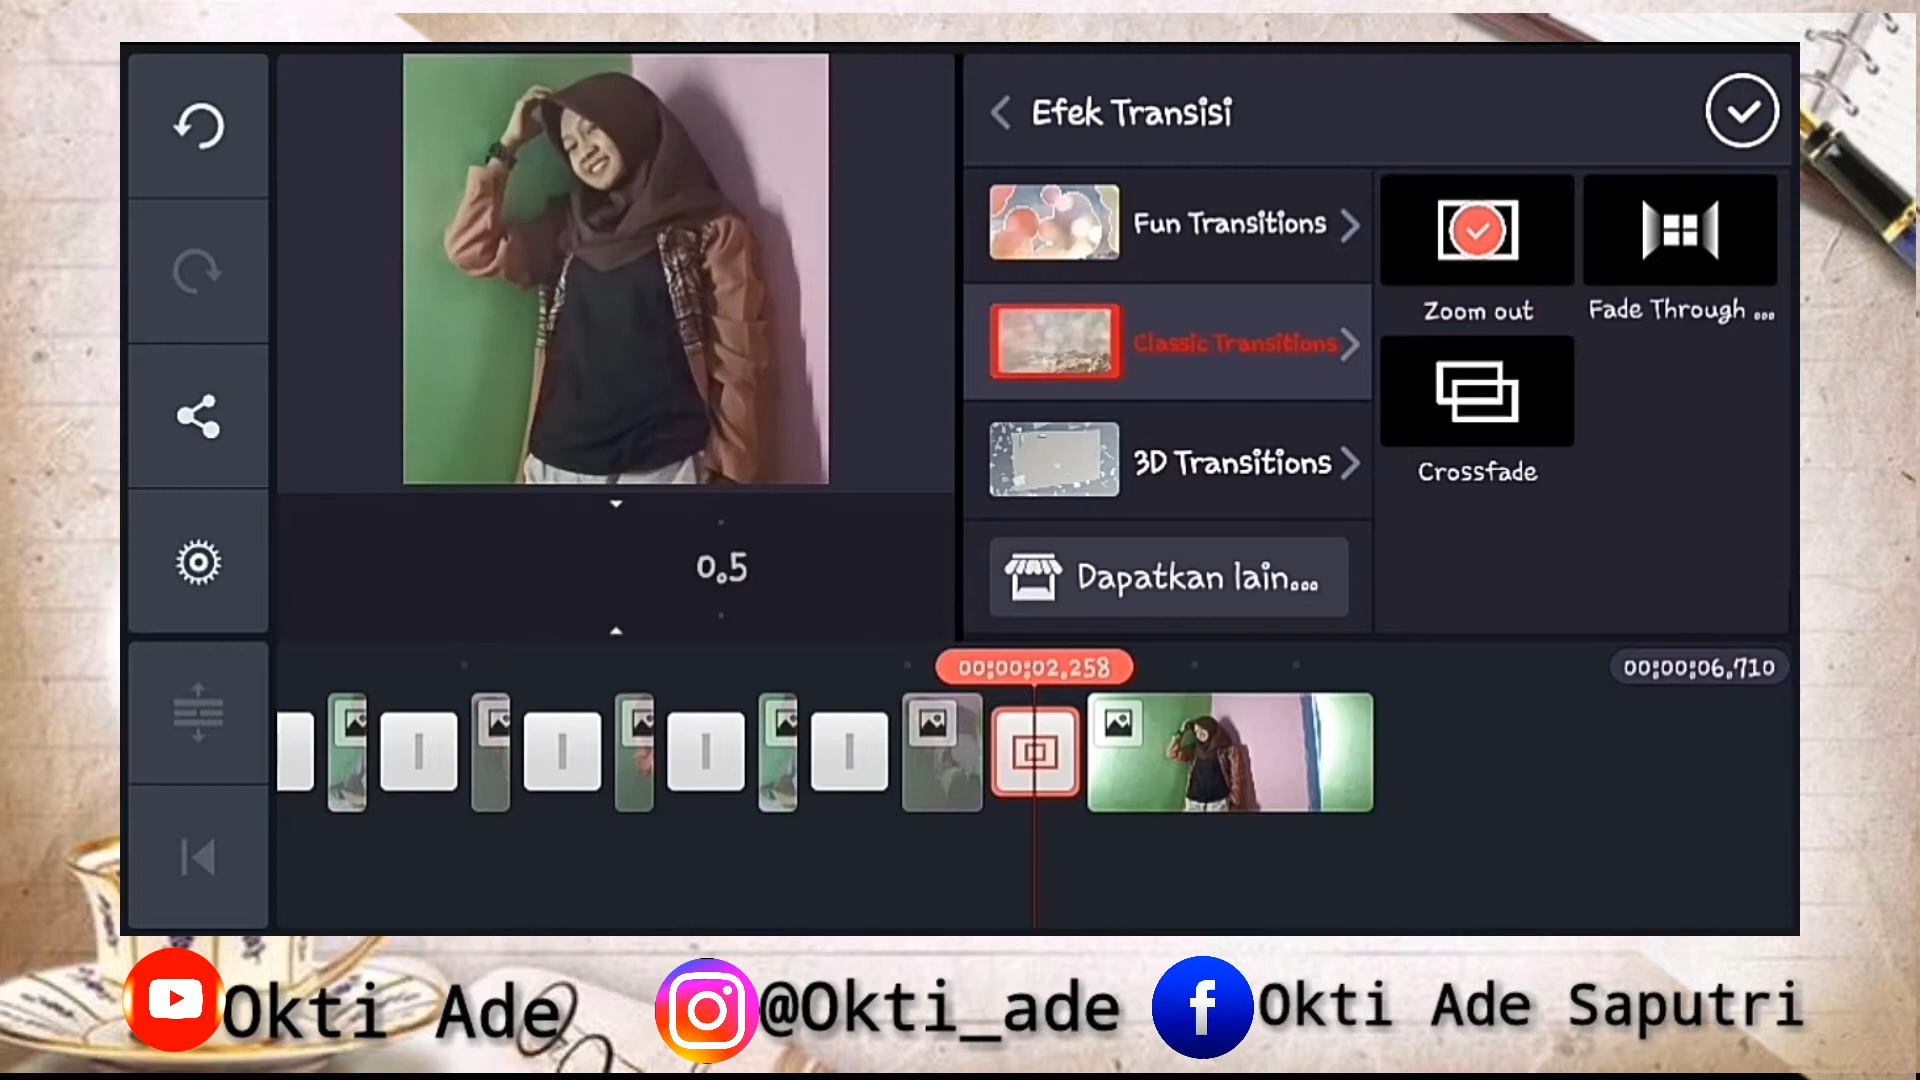 Efek Transisi
Fun Transitions
Classic Transitions
3D Transitions
Dapatkan lain...
Zoom out
Fade Through ...
Crossfade
0.5
00:00:02.258
00:00:06.710
Okti Ade
@Okti_ade
Okti Ade Saputri